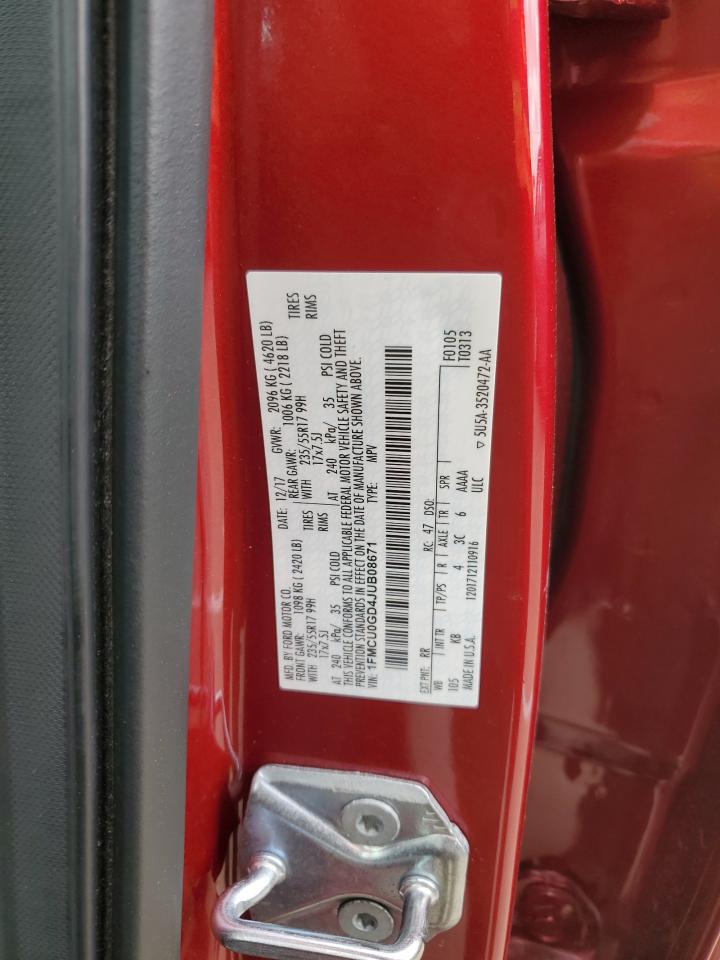 MFD. BY FORD MOTOR CO. DATE: 12/17 GVWR: 2096 KG ( 4620 LB)
FRONT GAWR: 1098 KG ( 2420 LB) REAR GAWR: 1006 KG ( 2218 LB)
WITH 235/55R17 99H TIRES WITH 235/55R17 99H TIRES
17x7.5J RIMS 17x7.5J RIMS
AT 240 kPa/ 35 PSI COLD AT 240 kPa/ 35 PSI COLD
THIS VEHICLE CONFORMS TO ALL APPLICABLE FEDERAL MOTOR VEHICLE SAFETY AND THEFT
PREVENTION STANDARDS IN EFFECT ON THE DATE OF MANUFACTURE SHOWN ABOVE.
VIN: 1FMCU0GD4JUB08671 TYPE: MPV
EXT PNT: RR RC: 47 DSO: F0105
WB INT TR TP/PS R AXLE TR SPR T0313
105 KB 4 3C 6 AAAA
MADE IN U.S.A. 1201712110916 UIC ▽ 5U5A-3520472-AA